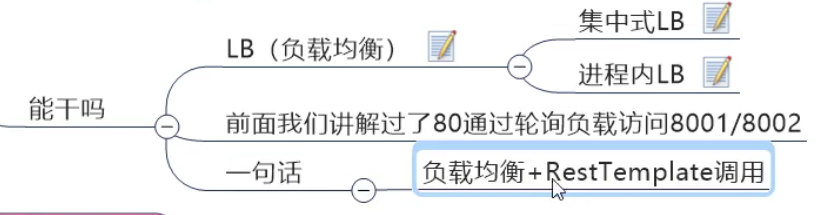 能干吗
LB（负载均衡）
集中式LB
进程内LB
前面我们讲解过了80通过轮询负载访问8001/8002
一句话
负载均衡+RestTemplate调用